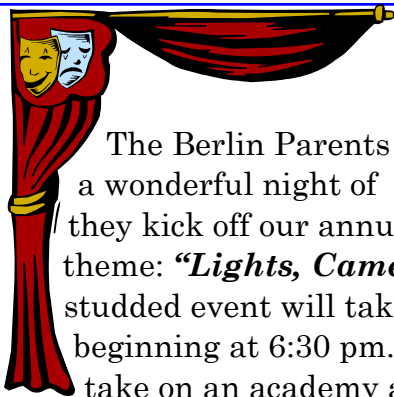 The Berlin Parents
a wonderful night of
they kick off our annu
theme: “Lights, Came
studded event will tak
beginning at 6:30 pm.
take on an academy a